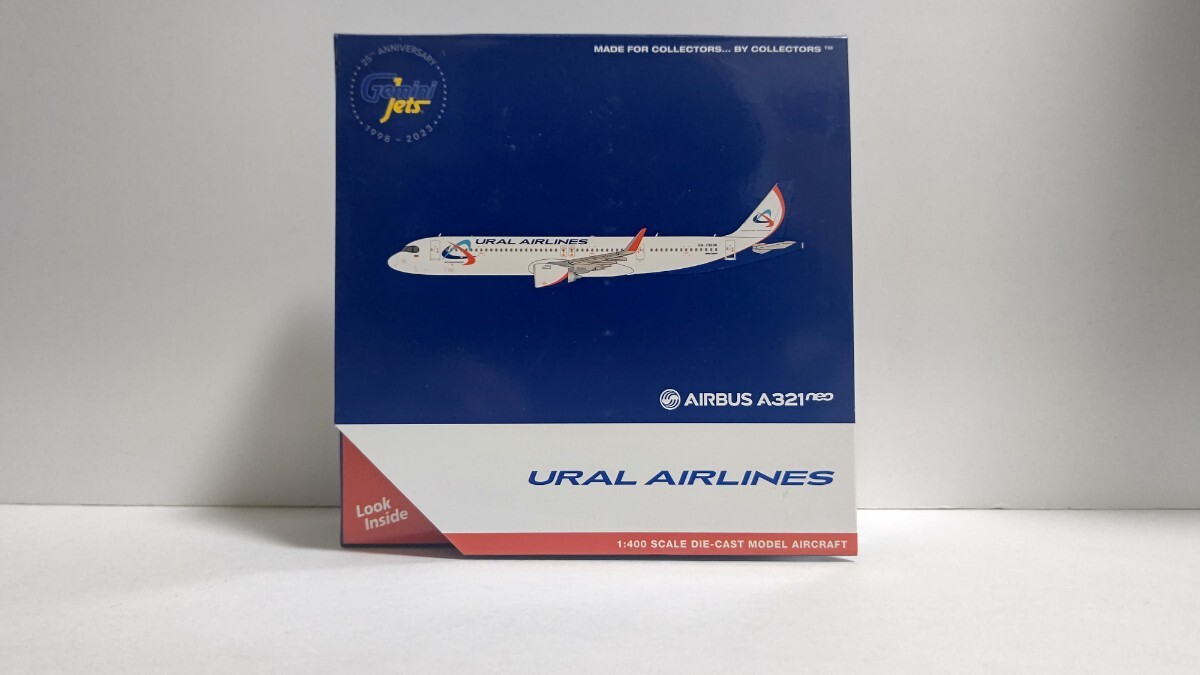 MADE FOR COLLECTORS... BY COLLECTORS ™
25TH ANNIVERSARY
Gemini
Jets
1998 - 2023
URAL AIRLINES
AIRBUS A321neo
URAL AIRLINES
Look
Inside
1:400 SCALE DIE-CAST MODEL AIRCRAFT